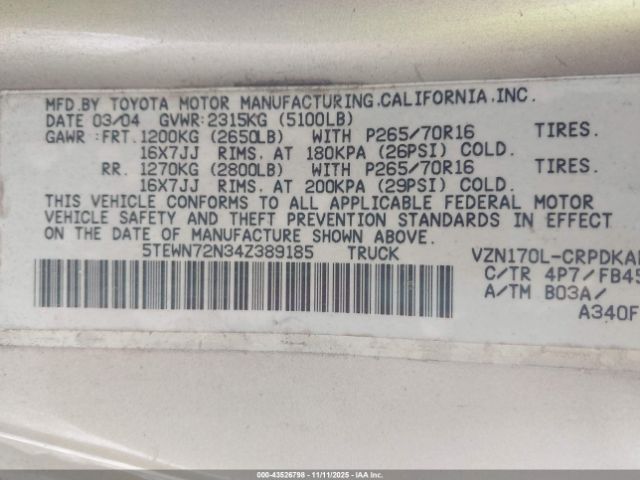 MFD.BY TOYOTA MOTOR MANUFACTURING.CALIFORNIA.INC.
DATE 03/04 GVWR:2315KG (5100LB)
GAWR :FRT.1200KG (2650LB) WITH P265/70R16 TIRES.
16X7JJ RIMS. AT 180KPA (26PSI) COLD.
RR. 1270KG (2800LB) WITH P265/70R16 TIRES.
16X7JJ RIMS. AT 200KPA (29PSI) COLD.
THIS VEHICLE CONFORMS TO ALL APPLICABLE FEDERAL MOTOR
VEHICLE SAFETY AND THEFT PREVENTION STANDARDS IN EFFECT
ON THE DATE OF MANUFACTURE SHOWN ABOVE.
5TEWN72N34Z389185 TRUCK VZN170L-CRPDKA
C/TR 4P7/FB45
A/TM B03A/
A340F
000-43526798 - 11/11/2025 - IAAI, Inc.